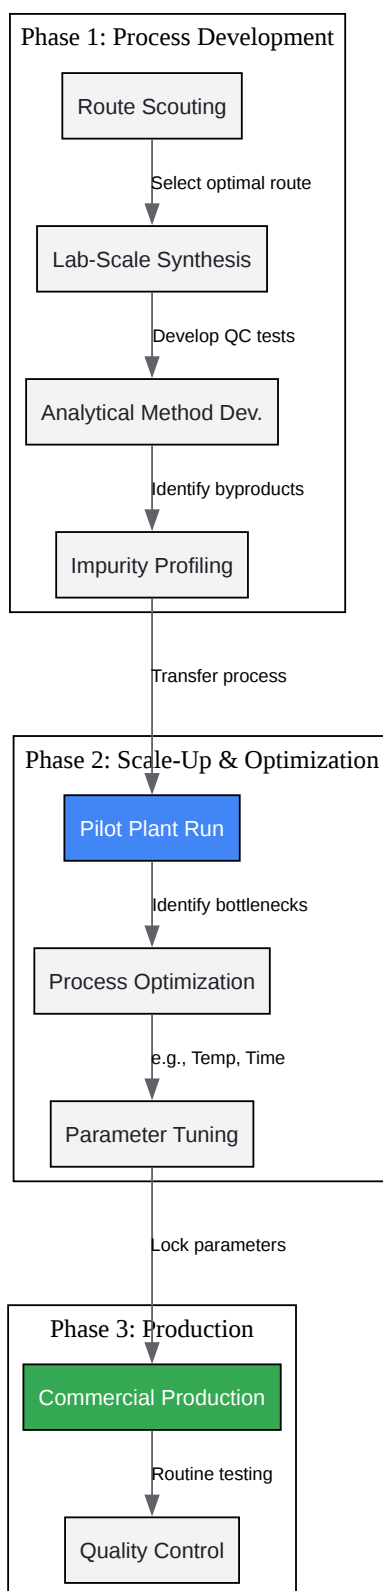 Phase 1: Process Development
Route Scouting
Select optimal route
Lab-Scale Synthesis
Develop QC tests
Analytical Method Dev.
Identify byproducts
Impurity Profiling
Transfer process
Phase 2: Scale-Up & Optimization
Pilot Plant Run
Identify bottlenecks
Process Optimization
e.g., Temp, Time
Parameter Tuning
Lock parameters
Phase 3: Production
Commercial Production
Routine testing
Quality Control